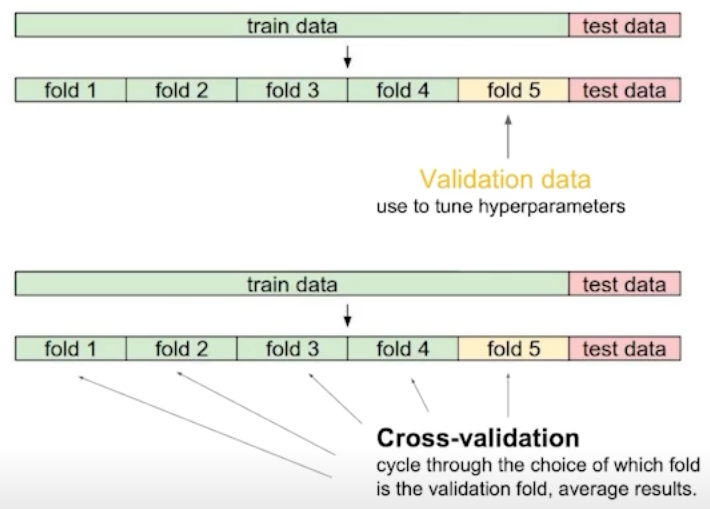 train data test data
fold 1 fold 2 fold 3 fold 4 fold 5 test data
Validation data
use to tune hyperparameters
train data test data
fold 1 fold 2 fold 3 fold 4 fold 5 test data
Cross-validation
cycle through the choice of which fold
is the validation fold, average results.